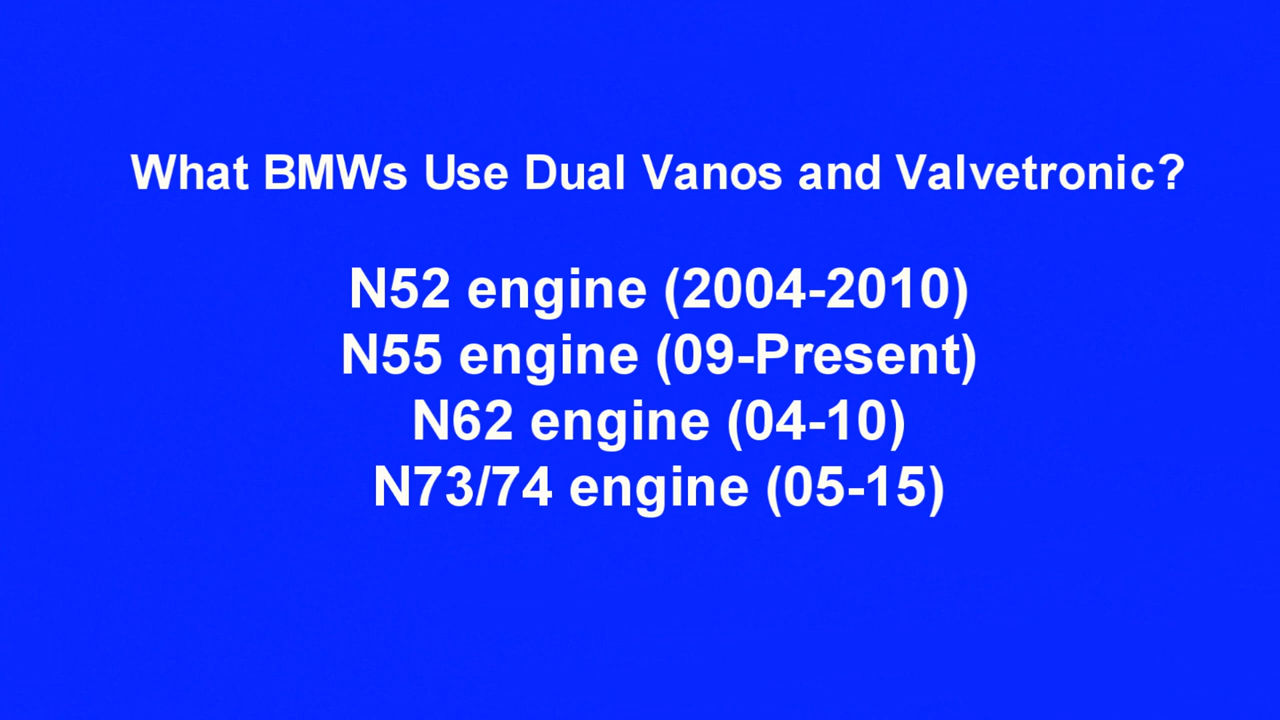 What BMWs Use Dual Vanos and Valvetronic?
N52 engine (2004-2010)
N55 engine (09-Present)
N62 engine (04-10)
N73/74 engine (05-15)